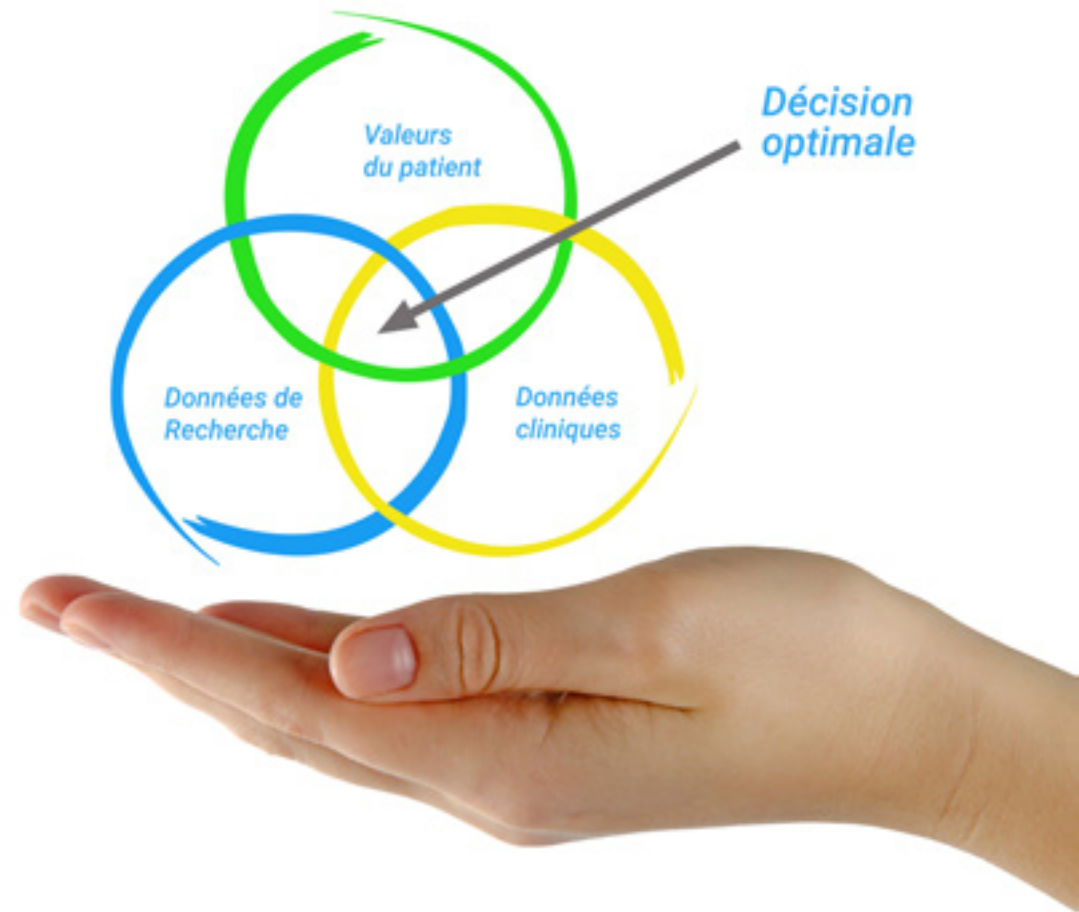 Décision
optimale
Valeurs
du patient
Données de
Recherche
Données
cliniques